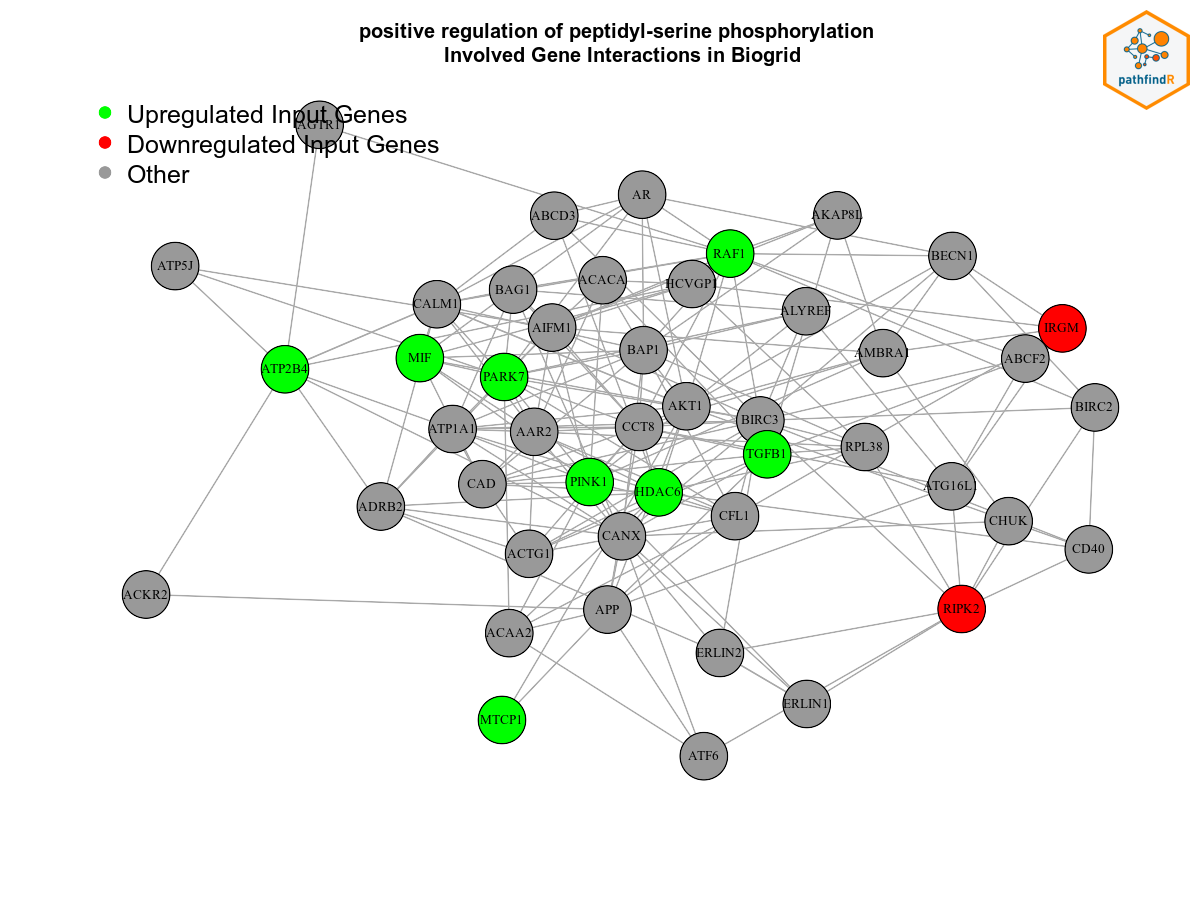 positive regulation of peptidyl-serine phosphorylation
Involved Gene Interactions in Biogrid
pathfindR
Upregulated Input Genes
AGTR1
Downregulated Input Genes
Other
AR
ABCD3
AKAP8L
RAF1
BECN1
ATP5J
ACACA
HCVGP1
BAG1
CALM1
ALYREF
AIFM1
IRGM
BAP1
AMBRA1
MIF
ABCF2
ATP2B4
PARK7
AKT1
BIRC2
BIRC3
CCT8
ATP1A1
AAR2
RPL38
TGFB1
CAD
PINK1
ATG16L1
HDAC6
ADRB2
CFL1
CHUK
CANX
CD40
ACTG1
ACKR2
APP
RIPK2
ACAA2
ERLIN2
ERLIN1
MTCP1
ATF6